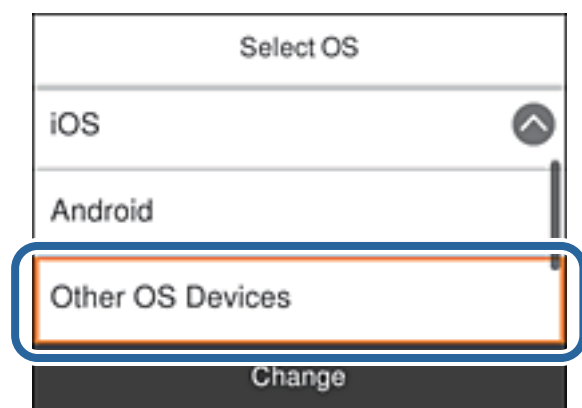 Select OS
iOS
Android
Other OS Devices
Change